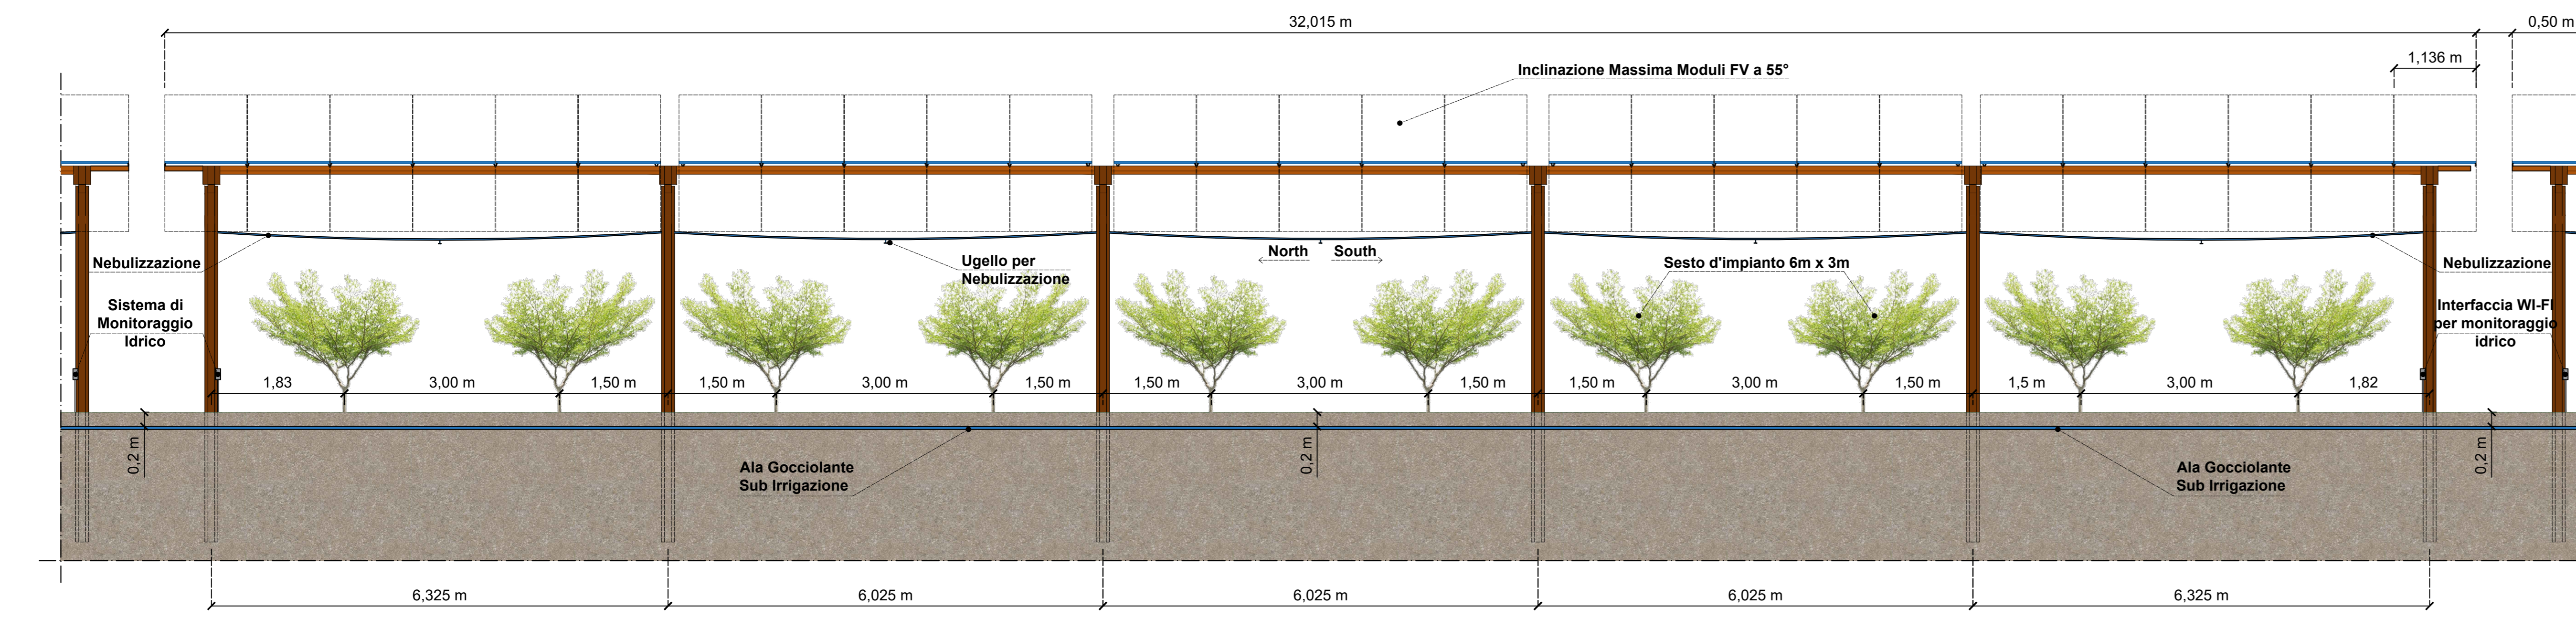 32,015 m
0,50 m
1,136 m
Inclinazione Massima Moduli FV a 55°
Nebulizzazione
Ugello per
Nebulizzazione
North South
Sesto d'impianto 6m x 3m
Nebulizzazione
Sistema di
Monitoraggio
Idrico
Interfaccia WI-FI
per monitoraggio
idrico
1,83 3,00 m 1,50 m 1,50 m 3,00 m 1,50 m 1,50 m 3,00 m 1,50 m 1,50 m 3,00 m 1,50 m 1,5 m 3,00 m 1,82
0,2 m
0,2 m
0,2 m
Ala Gocciolante
Sub Irrigazione
Ala Gocciolante
Sub Irrigazione
6,325 m 6,025 m 6,025 m 6,025 m 6,325 m